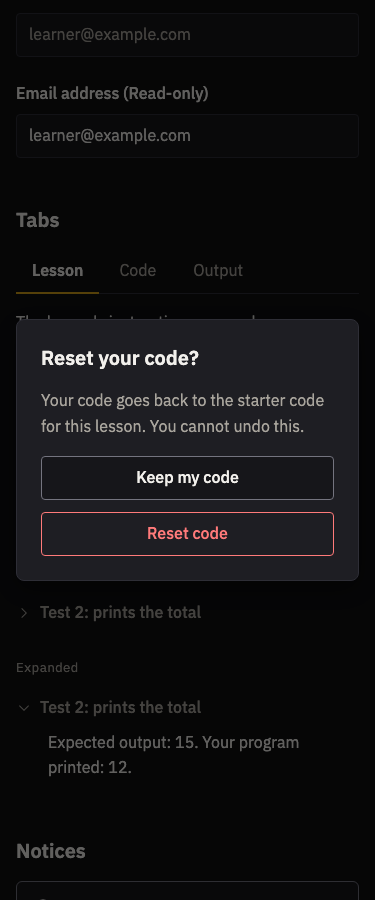 learner@example.com
Email address (Read-only)
learner@example.com
Tabs
Lesson Code Output
Reset your code?
Your code goes back to the starter code
for this lesson. You cannot undo this.
Keep my code
Reset code
Test 2: prints the total
Expanded
Test 2: prints the total
Expected output: 15. Your program
printed: 12.
Notices